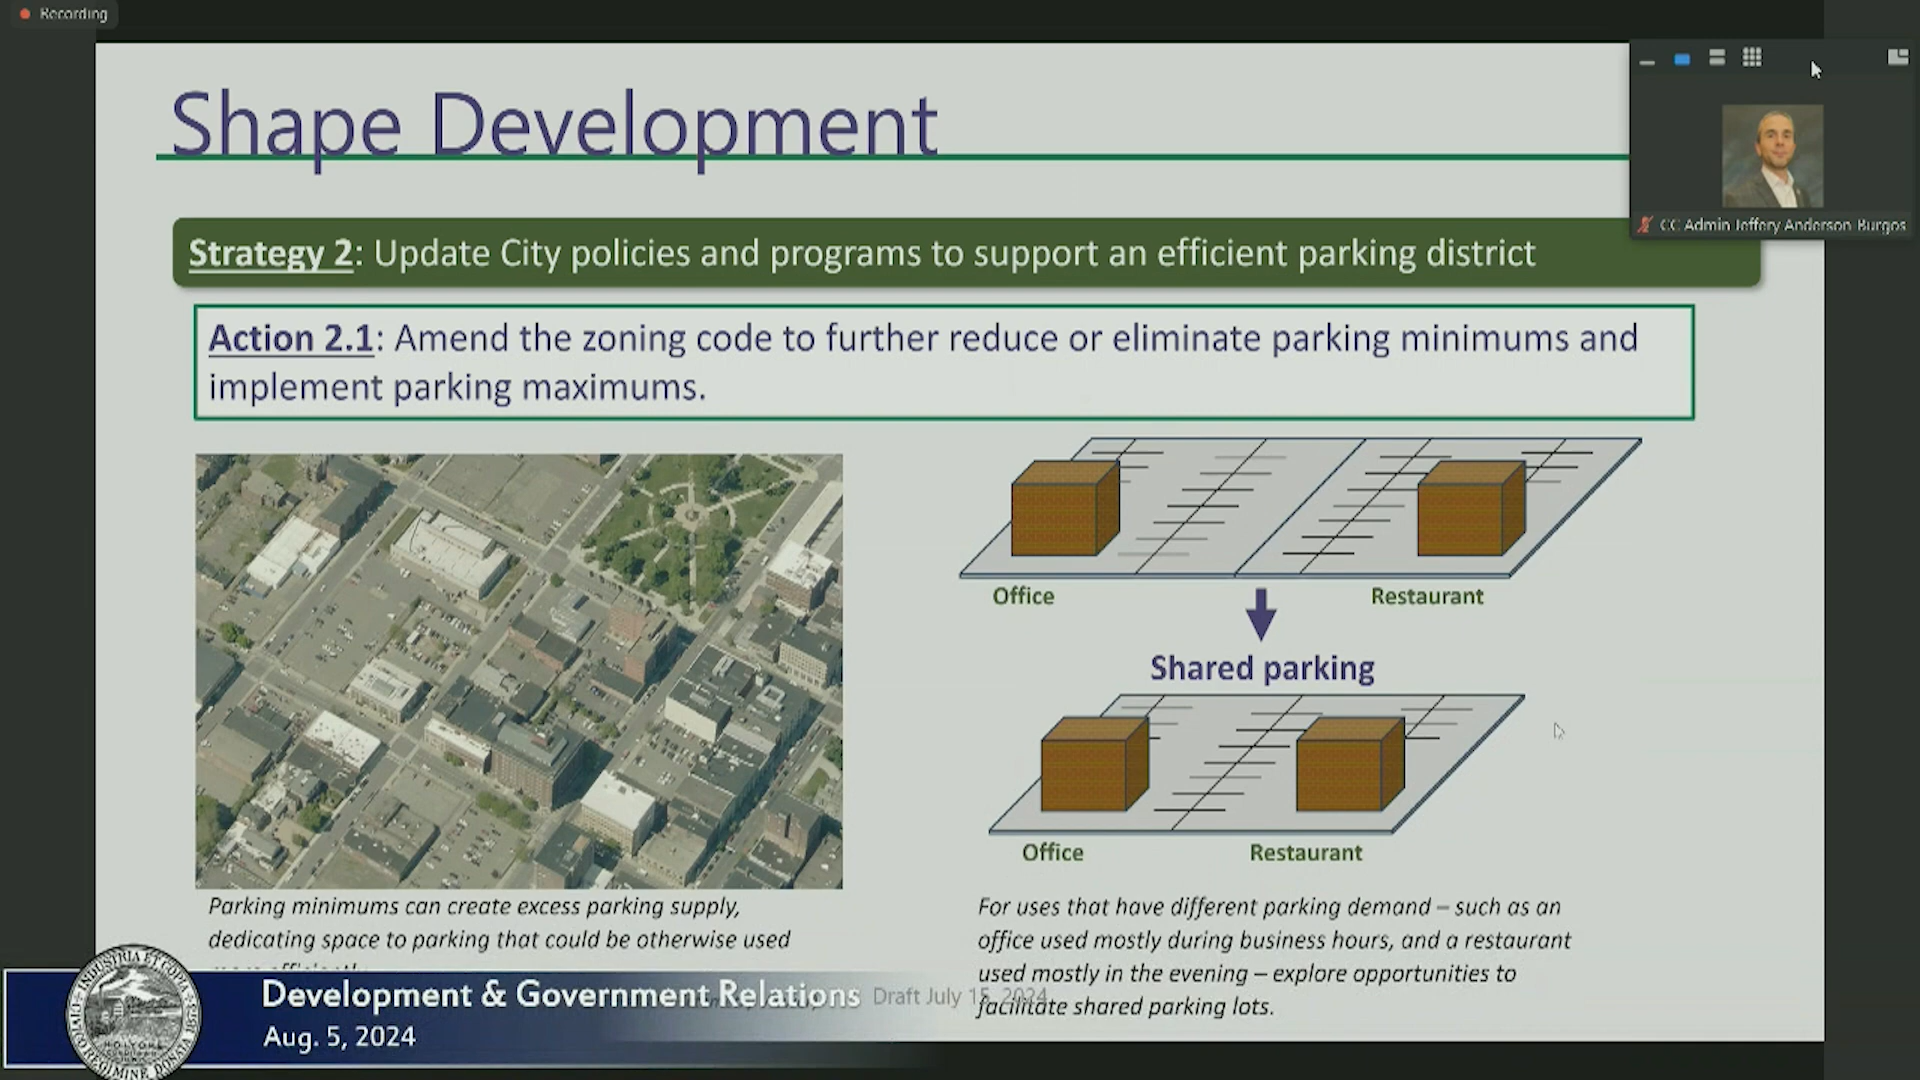 Recording
Shape Development
CC Admin Jeffery Anderson-Burgos
Strategy 2: Update City policies and programs to support an efficient parking district
Action 2.1: Amend the zoning code to further reduce or eliminate parking minimums and
implement parking maximums.
Office
Restaurant
Shared parking
Office
Restaurant
Parking minimums can create excess parking supply,
dedicating space to parking that could be otherwise used
more efficiently.
For uses that have different parking demand – such as an
office used mostly during business hours, and a restaurant
used mostly in the evening – explore opportunities to
facilitate shared parking lots.
Development & Government Relations
Draft July 15, 2024
Aug. 5, 2024